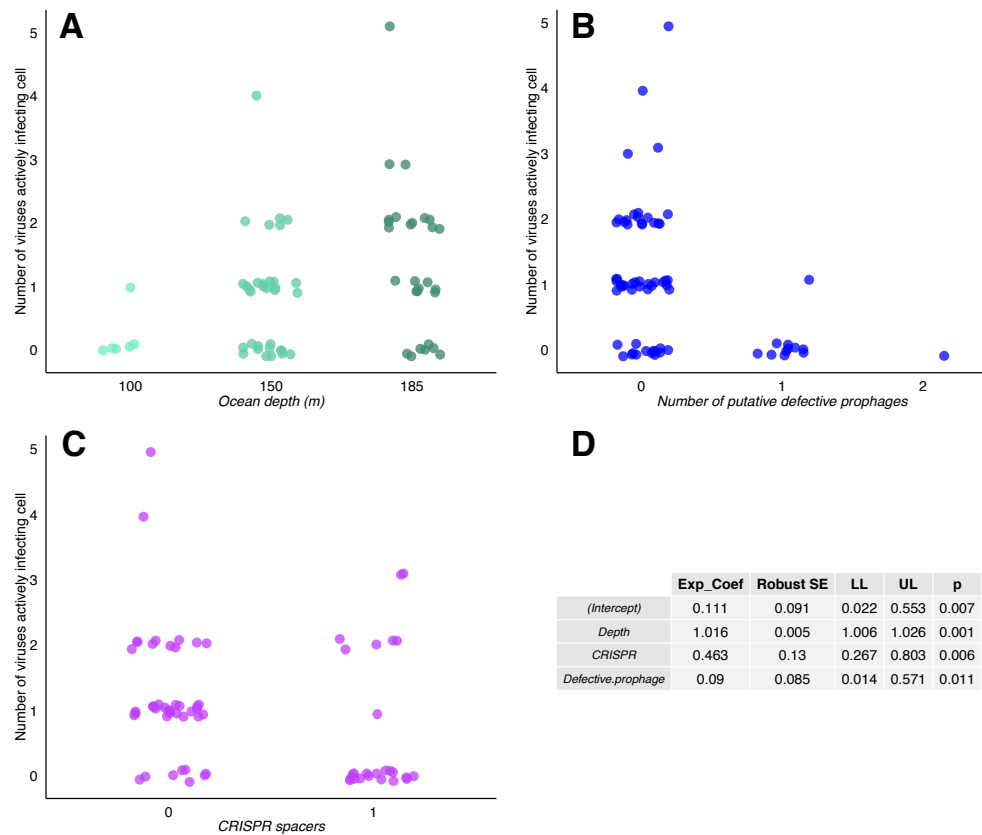 A
Number of viruses actively infecting cell
5
4
3
2
1
0
100 150 185
Ocean depth (m)
B
Number of viruses actively infecting cell
5
4
3
2
1
0
0 1 2
Number of putative defective prophages
C
Number of viruses actively infecting cell
5
4
3
2
1
0
0 1
CRISPR spacers
D
Exp_Coef Robust SE LL UL p
(Intercept) 0.111 0.091 0.022 0.553 0.007
Depth 1.016 0.005 1.006 1.026 0.001
CRISPR 0.463 0.13 0.267 0.803 0.006
Defective.prophage 0.09 0.085 0.014 0.571 0.011